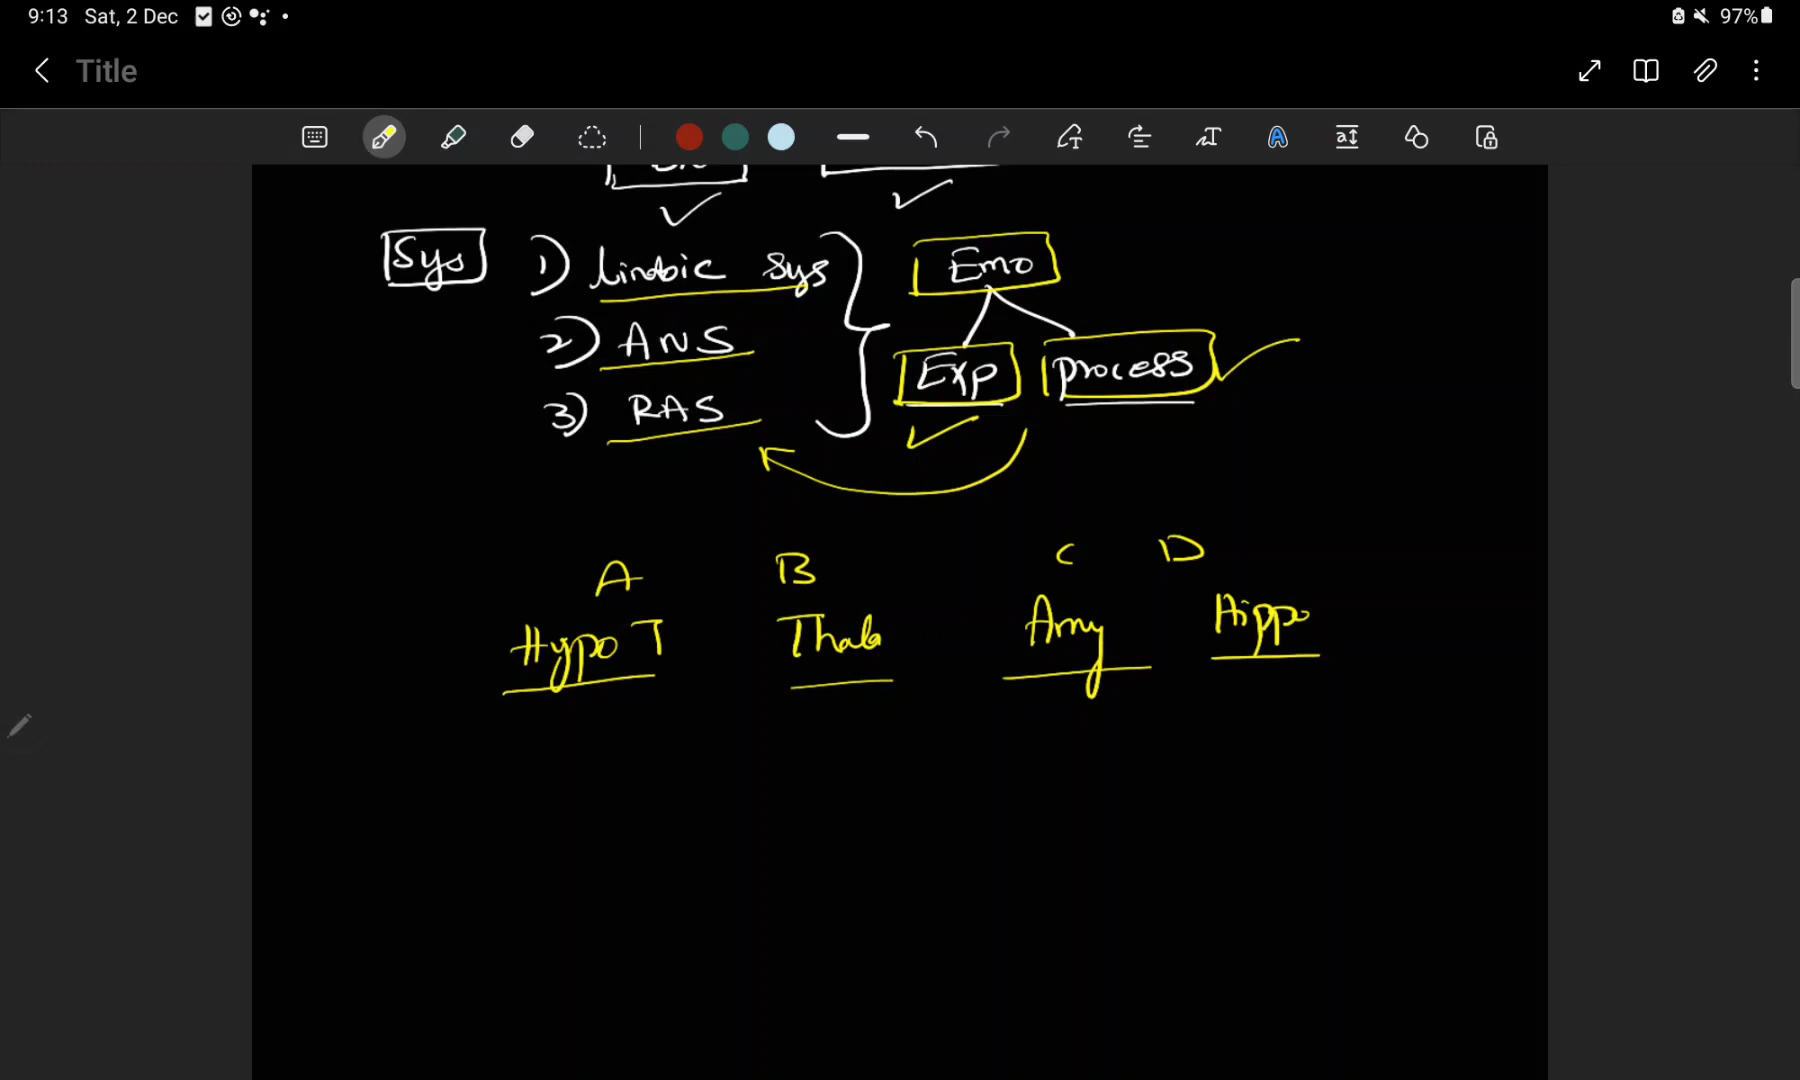 9:13 Sat, 2 Dec 97%
Title
Sys 1) limbic sys Emo
2) ANS
Exp process
3) RAS
A B C D
Hypo T Thala Amy Hippo